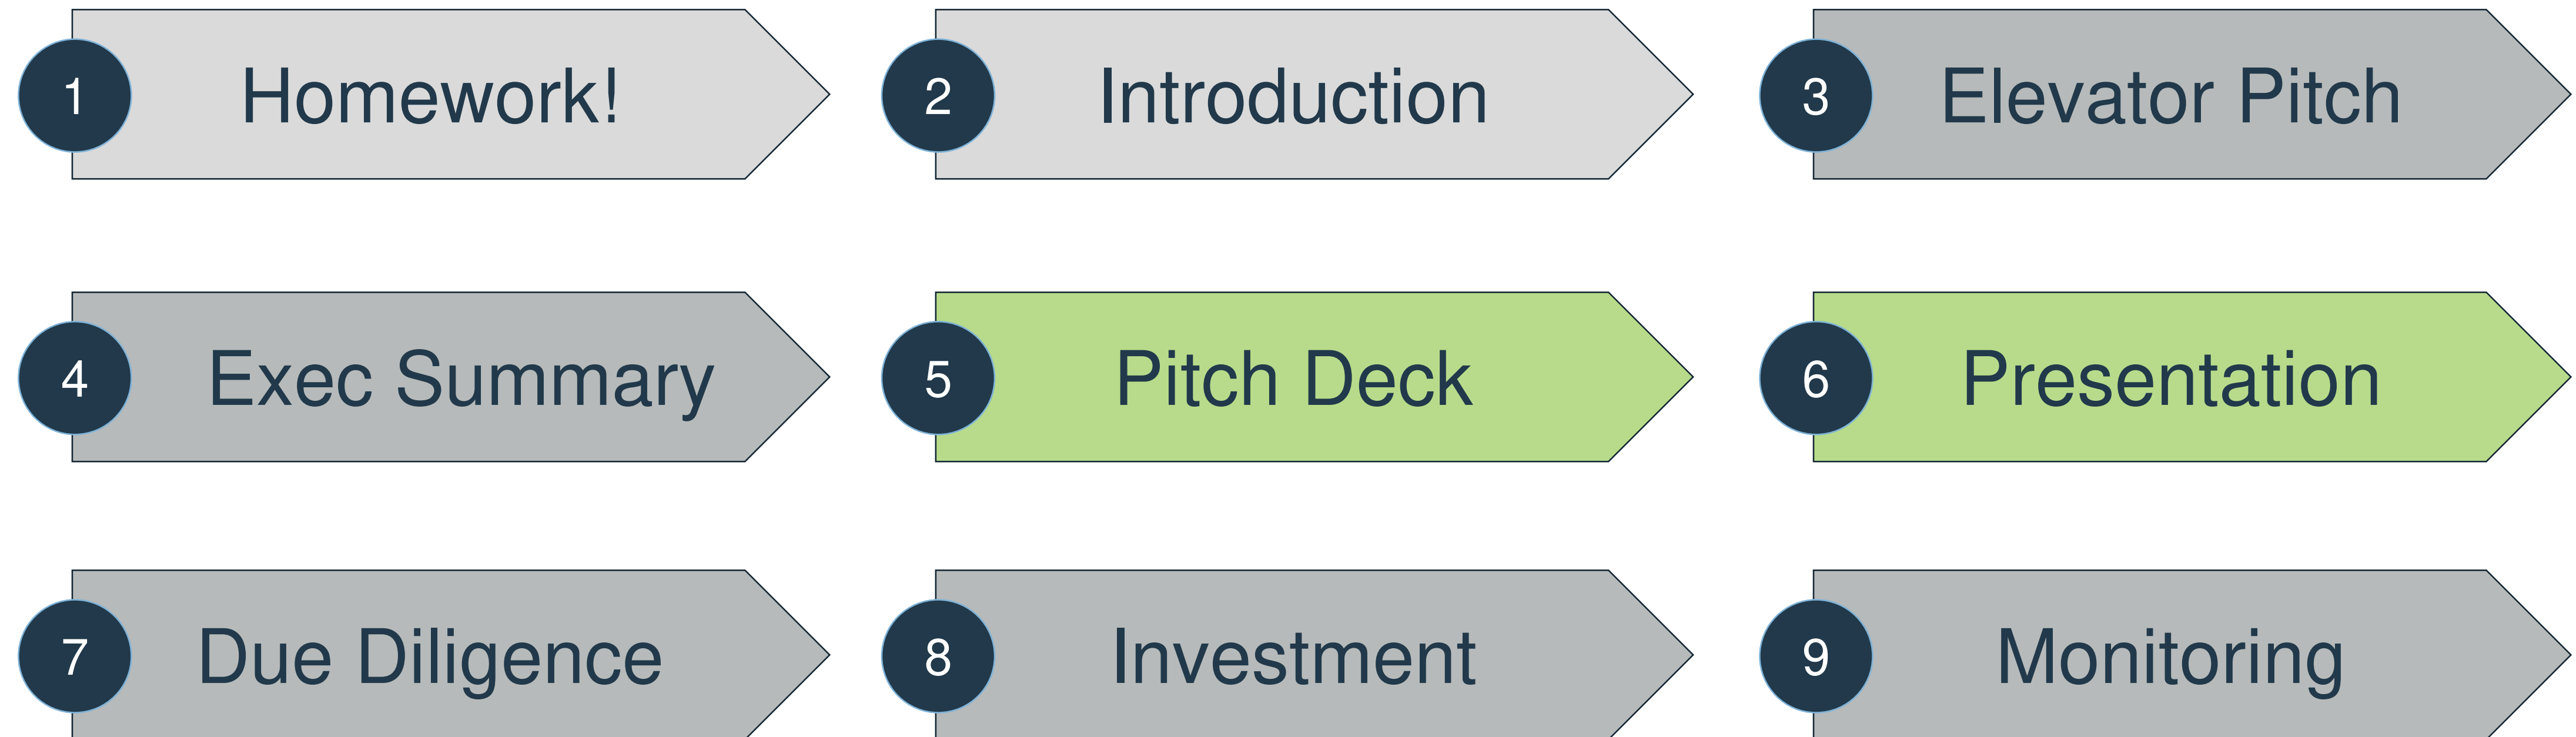 1 Homework!
2 Introduction
3 Elevator Pitch
4 Exec Summary
5 Pitch Deck
6 Presentation
7 Due Diligence
8 Investment
9 Monitoring